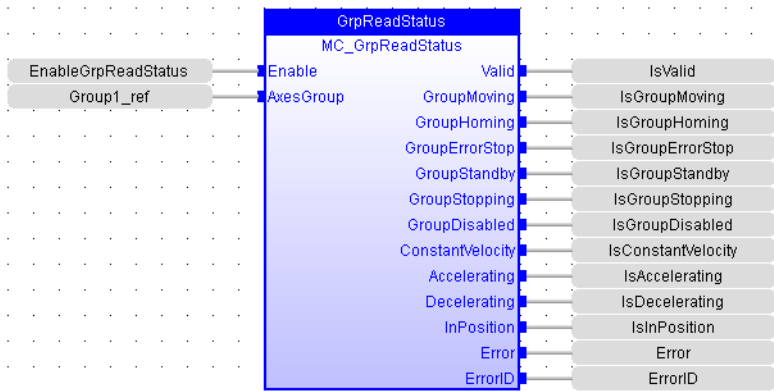 GrpReadStatus
MC_GrpReadStatus
EnableGrpReadStatus Enable Valid IsValid
Group1_ref AxesGroup GroupMoving IsGroupMoving
GroupHoming IsGroupHoming
GroupErrorStop IsGroupErrorStop
GroupStandby IsGroupStandby
GroupStopping IsGroupStopping
GroupDisabled IsGroupDisabled
ConstantVelocity IsConstantVelocity
Accelerating IsAccelerating
Decelerating IsDecelerating
InPosition IsInPosition
Error Error
ErrorID ErrorID